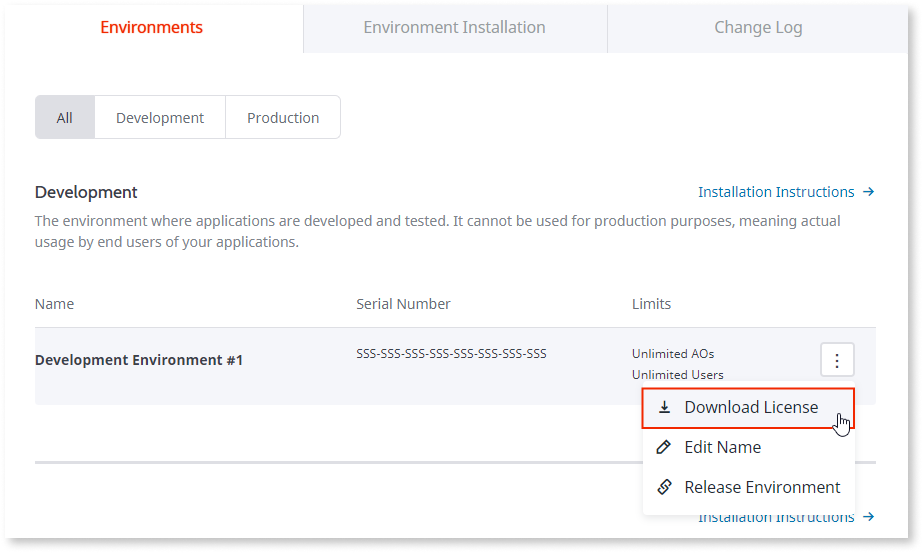 Environments
Environment Installation
Change Log
All
Development
Production
Development
Installation Instructions →
The environment where applications are developed and tested. It cannot be used for production purposes, meaning actual
usage by end users of your applications.
Name
Serial Number
Limits
Development Environment #1
SSS-SSS-SSS-SSS-SSS-SSS-SSS-SSS
Unlimited AOs
Unlimited Users
Download License
Edit Name
Release Environment
Installation Instructions →